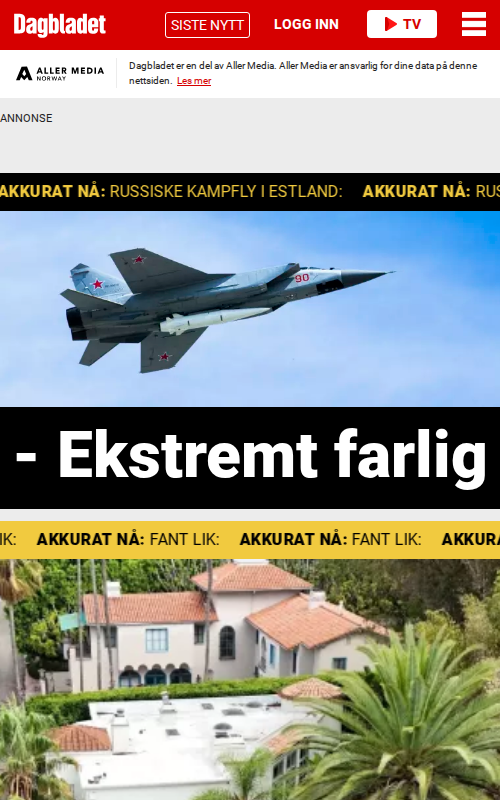 Dagbladet
SISTE NYTT
LOGG INN
TV
ALLER MEDIA
NORWAY
Dagbladet er en del av Aller Media. Aller Media er ansvarlig for dine data på denne
nettsiden. Les mer
ANNONSE
AKKURAT NÅ: RUSSISKE KAMPFLY I ESTLAND: AKKURAT NÅ: RUS
90
- Ekstremt farlig
IK: AKKURAT NÅ: FANT LIK: AKKURAT NÅ: FANT LIK: AKKURA